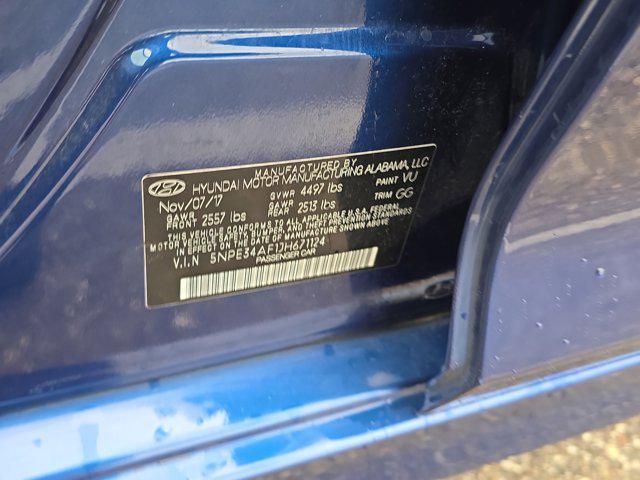 MANUFACTURED BY
HYUNDAI MOTOR MANUFACTURING ALABAMA, LLC
Nov/07/17 GVWR 4497 lbs PAINT VU
GAWR FRONT 2557 lbs GAWR REAR 2513 lbs TRIM GG
THIS VEHICLE CONFORMS TO ALL APPLICABLE U.S.A. FEDERAL
MOTOR VEHICLE SAFETY, BUMPER, AND THEFT PREVENTION STANDARDS
IN EFFECT ON THE DATE OF MANUFACTURE SHOWN ABOVE.
V.I.N 5NPE34AF1JH671124
PASSENGER CAR